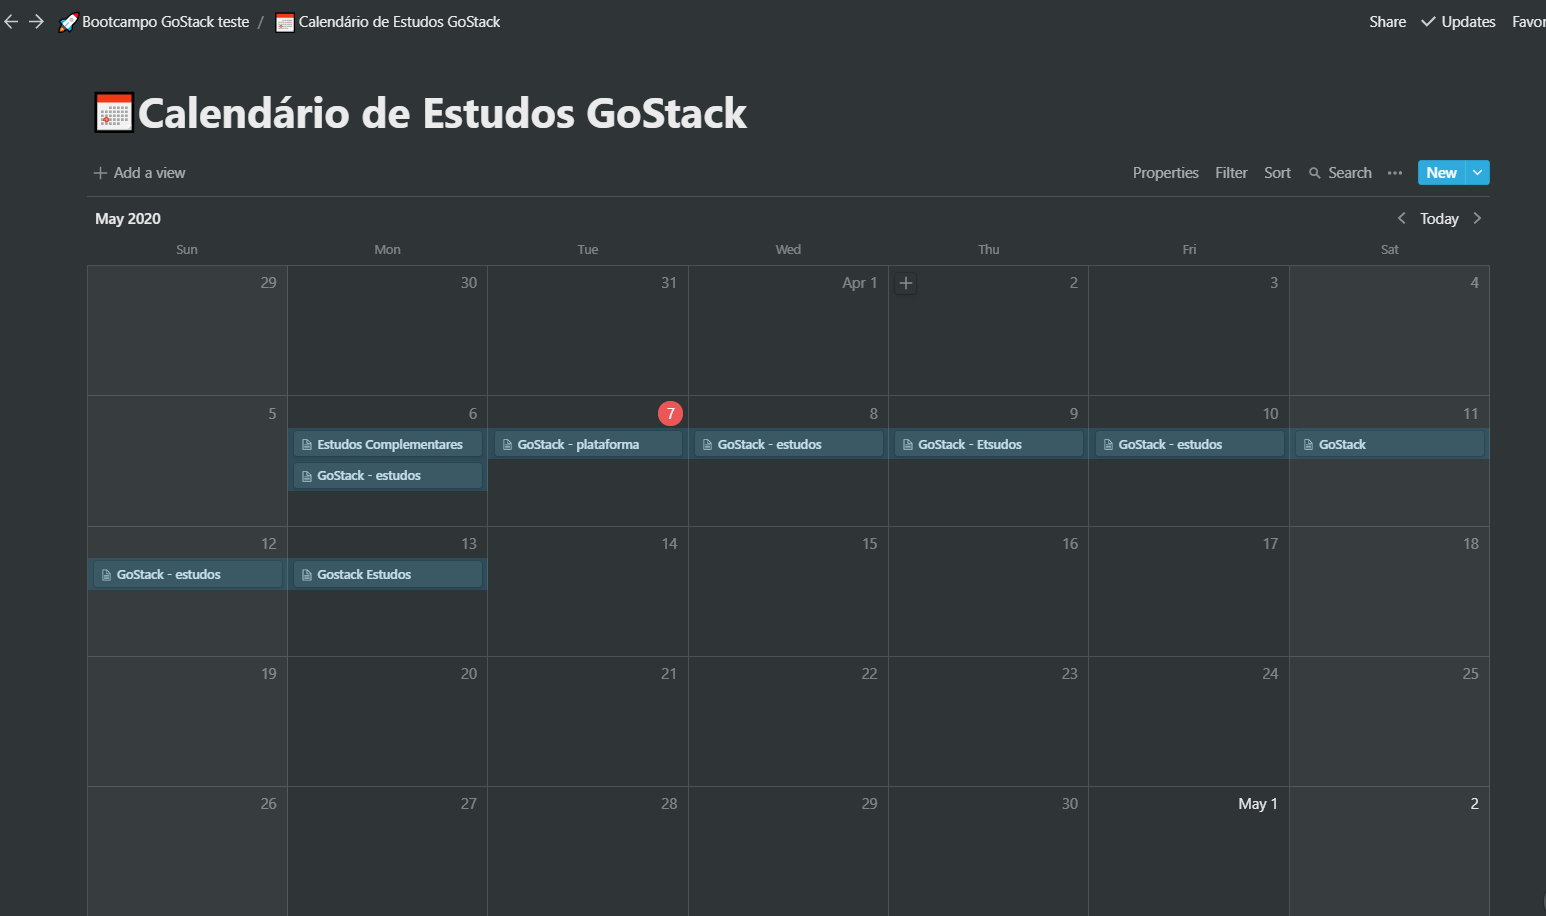 Bootcampo GoStack teste / Calendário de Estudos GoStack Share Updates Favor
Calendário de Estudos GoStack
Add a view Properties Filter Sort Search New
May 2020 Today
Sun Mon Tue Wed Thu Fri Sat
29 30 31 Apr 1 2 3 4
5 6 7 8 9 10 11
Estudos Complementares GoStack - plataforma GoStack - estudos GoStack - Etsudos GoStack - estudos GoStack
GoStack - estudos
12 13 14 15 16 17 18
GoStack - estudos Gostack Estudos
19 20 21 22 23 24 25
26 27 28 29 30 May 1 2